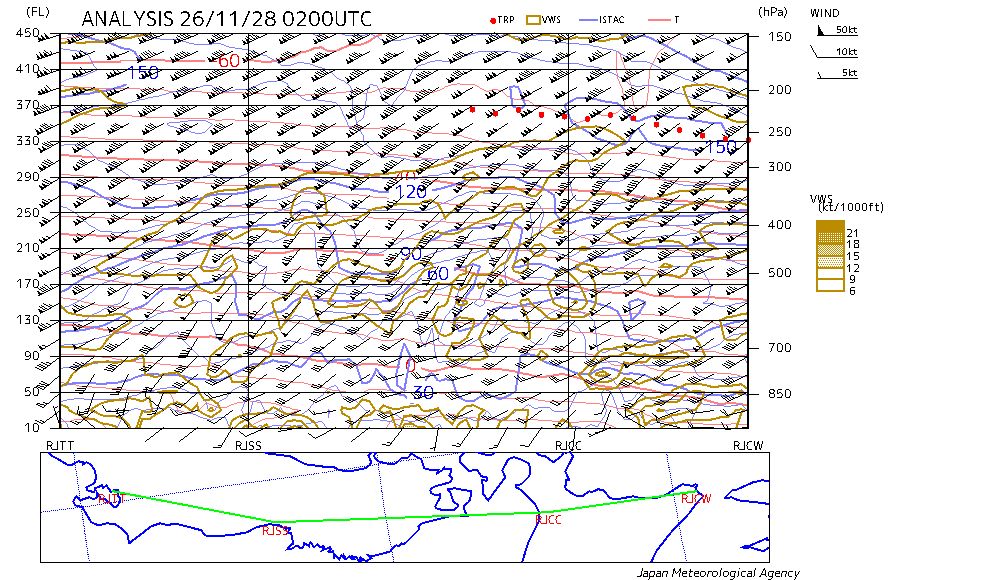 (FL) ANALYSIS 26/11/28 0200UTC TRP VWS ISTAC T (hPa) WIND
450 150 50kt
60
410 150 10kt
200 5kt
370
250
330 150
300
290
120 VWS
(kt/1000ft)
250
400 21
210 18
90 15
60 500 12
170 9
6
130
700
90
0
50 30 850
10
RJTT RJSS RJCC RJCW
RJTT RJCW
RJSS RJCC
Japan Meteorological Agency